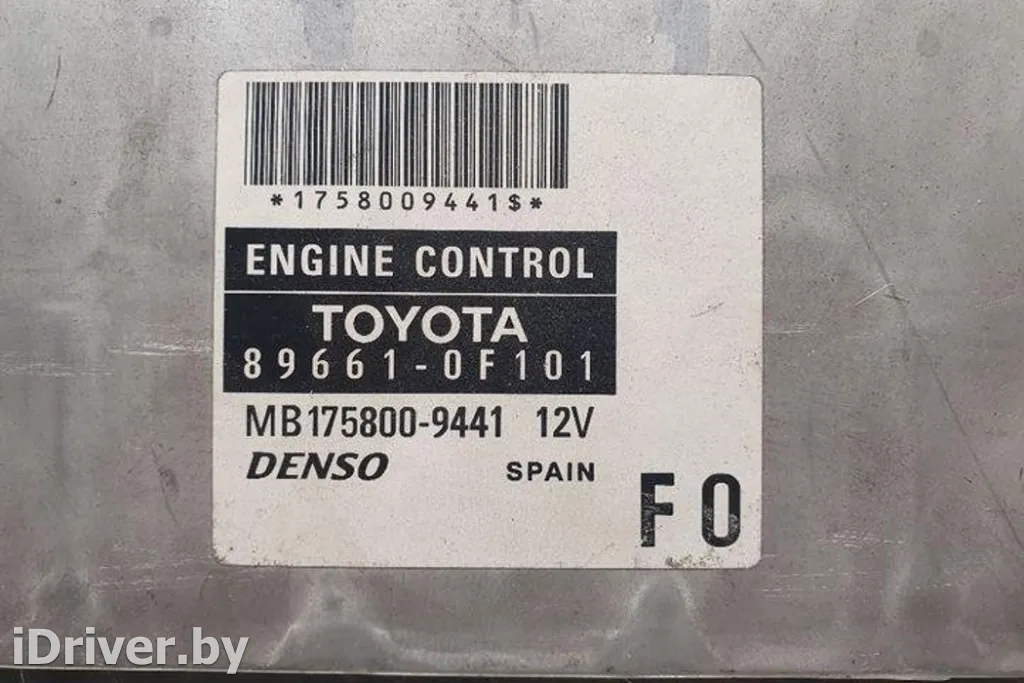 *1758009441$*
ENGINE CONTROL
TOYOTA
89661-0F101
MB175800-9441 12V
DENSO SPAIN
F0
iDriver.by